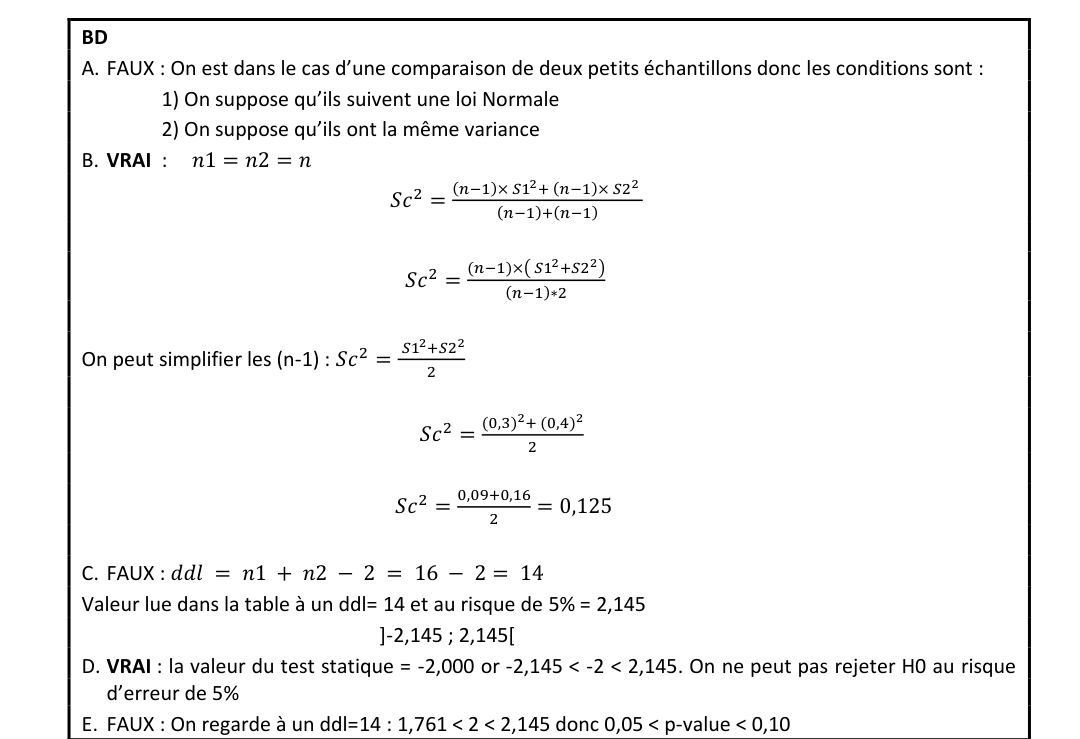 BD
A. FAUX : On est dans le cas d’une comparaison de deux petits échantillons donc les conditions sont :
1) On suppose qu’ils suivent une loi Normale
2) On suppose qu’ils ont la même variance
B. VRAI : n1 = n2 = n
Sc² = (n−1)× S1²+ (n−1)× S2² / (n−1)+(n−1)
Sc² = (n−1)×( S1²+S2²) / (n−1)∗2
On peut simplifier les (n-1) : Sc² = S1²+S2² / 2
Sc² = (0,3)²+ (0,4)² / 2
Sc² = 0,09+0,16 / 2 = 0,125
C. FAUX : ddl = n1 + n2 − 2 = 16 − 2 = 14
Valeur lue dans la table à un ddl= 14 et au risque de 5% = 2,145
]-2,145 ; 2,145[
D. VRAI : la valeur du test statique = -2,000 or -2,145 < -2 < 2,145. On ne peut pas rejeter H0 au risque
d’erreur de 5%
E. FAUX : On regarde à un ddl=14 : 1,761 < 2 < 2,145 donc 0,05 < p-value < 0,10